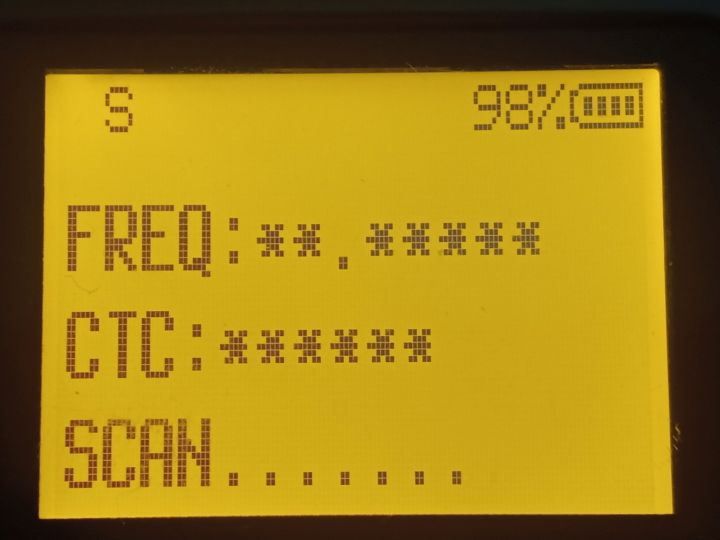 S 98%
FREQ:**.*****
CTC:******
SCAN.......